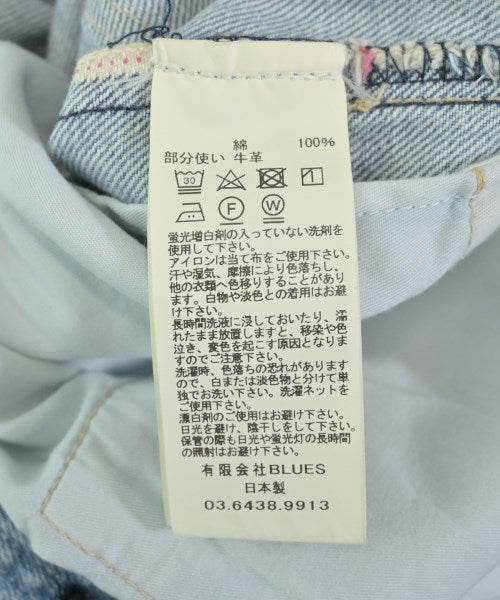 綿 100%
部分使い 牛革
30
F W
蛍光増白剤の入っていない洗剤を
使用して下さい。
アイロンは当て布をご使用下さい。
汗や湿気、摩擦により色落ちし、
他の衣類へ色移りすることがあり
ます。白物や淡色との着用はお避
け下さい。
長時間洗液に浸しておいたり、濡
れたまま放置しますと、移染や色
泣き、変色を起こす原因となりま
すのでご注意下さい。
洗濯時、色落ちの恐れがあります
ので、白または淡色物と分けて単
独でお洗い下さい。洗濯ネットを
ご使用下さい。
漂白剤のご使用はお避け下さい。
日光を避け、陰干しをして下さい。
保管の際も日光や蛍光灯の長時間
の照射はお避け下さい。
有限会社BLUES
日本製
03.6438.9913